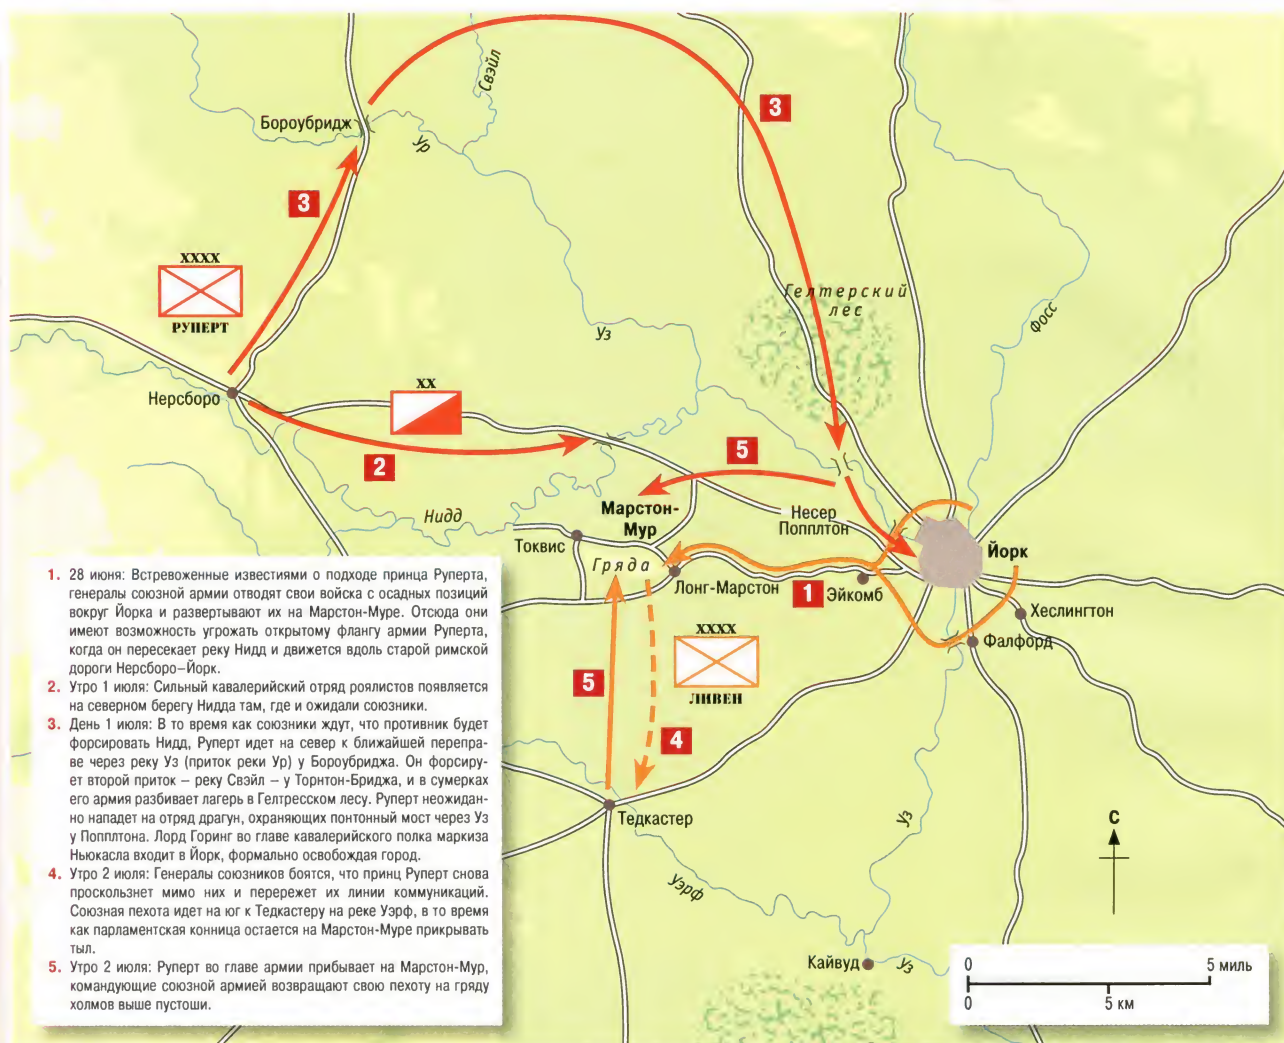 Свэйл
Бороубридж
Ур
3
3
XXXX
РУПЕРТ
Гелтерский
лес
Фосс
Уз
XX
Нерсборо
2
5
Марстон-
Мур
Несер
Попплтон
Нидд
Токвис
Гряда
Йорк
Лонг-Марстон
1
Эйкомб
Хеслингтон
Фалфорд
XXXX
ЛИВЕН
5
4
Тедкастер
Уз
Уэрф
С
Кайвуд
Уз
0
5 миль
0
5 км
1. 28 июня: Встревоженные известиями о подходе принца Руперта,
генералы союзной армии отводят свои войска с осадных позиций
вокруг Йорка и развертывают их на Марстон-Муре. Отсюда они
имеют возможность угрожать открытому флангу армии Руперта,
когда он пересекает реку Нидд и движется вдоль старой римской
дороги Нерсборо–Йорк.
2. Утро 1 июля: Сильный кавалерийский отряд роялистов появляется
на северном берегу Нидда там, где и ожидали союзники.
3. День 1 июля: В то время как союзники ждут, что противник будет
форсировать Нидд, Руперт идет на север к ближайшей перепра-
ве через реку Уз (приток реки Ур) у Бороубриджа. Он форсиру-
ет второй приток – реку Свэйл – у Торнтон-Бриджа, и в сумерках
его армия разбивает лагерь в Гелтресском лесу. Руперт неожидан-
но нападет на отряд драгун, охраняющих понтонный мост через Уз
у Попплтона. Лорд Горинг во главе кавалерийского полка маркиза
Ньюкасла входит в Йорк, формально освобождая город.
4. Утро 2 июля: Генералы союзников боятся, что принц Руперт снова
проскользнет мимо них и перережет их линии коммуникаций.
Союзная пехота идет на юг к Тедкастеру на реке Уэрф, в то время
как парламентская конница остается на Марстон-Муре прикрывать
тыл.
5. Утро 2 июля: Руперт во главе армии прибывает на Марстон-Мур,
командующие союзной армией возвращают свою пехоту на гряду
холмов выше пустоши.